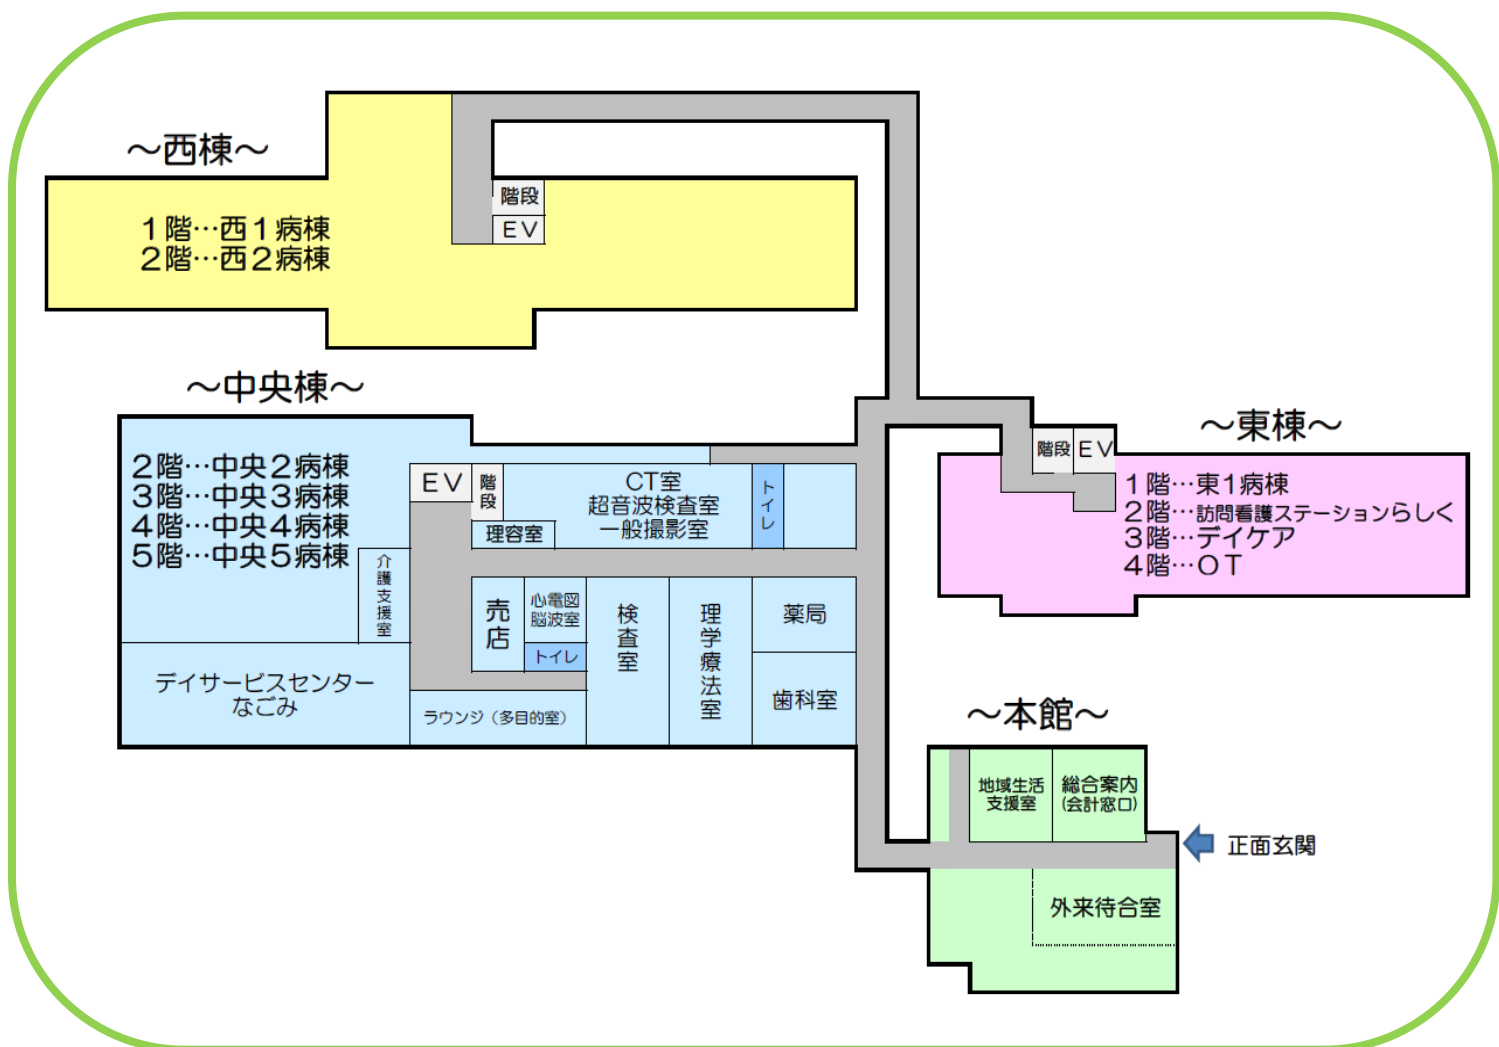 ～西棟～
階段
ＥＶ
１階…西１病棟
２階…西２病棟
～中央棟～
２階…中央２病棟
３階…中央３病棟
４階…中央４病棟
５階…中央５病棟
ＥＶ
階段
理容室
CT室
超音波検査室
一般撮影室
トイレ
介護支援室
売店
心電図
脳波室
トイレ
検査室
理学療法室
薬局
歯科室
デイサービスセンター
なごみ
ラウンジ（多目的室）
～東棟～
階段
ＥＶ
１階…東１病棟
２階…訪問看護ステーションらしく
３階…デイケア
４階…ＯＴ
～本館～
地域生活
支援室
総合案内
(会計窓口)
正面玄関
外来待合室